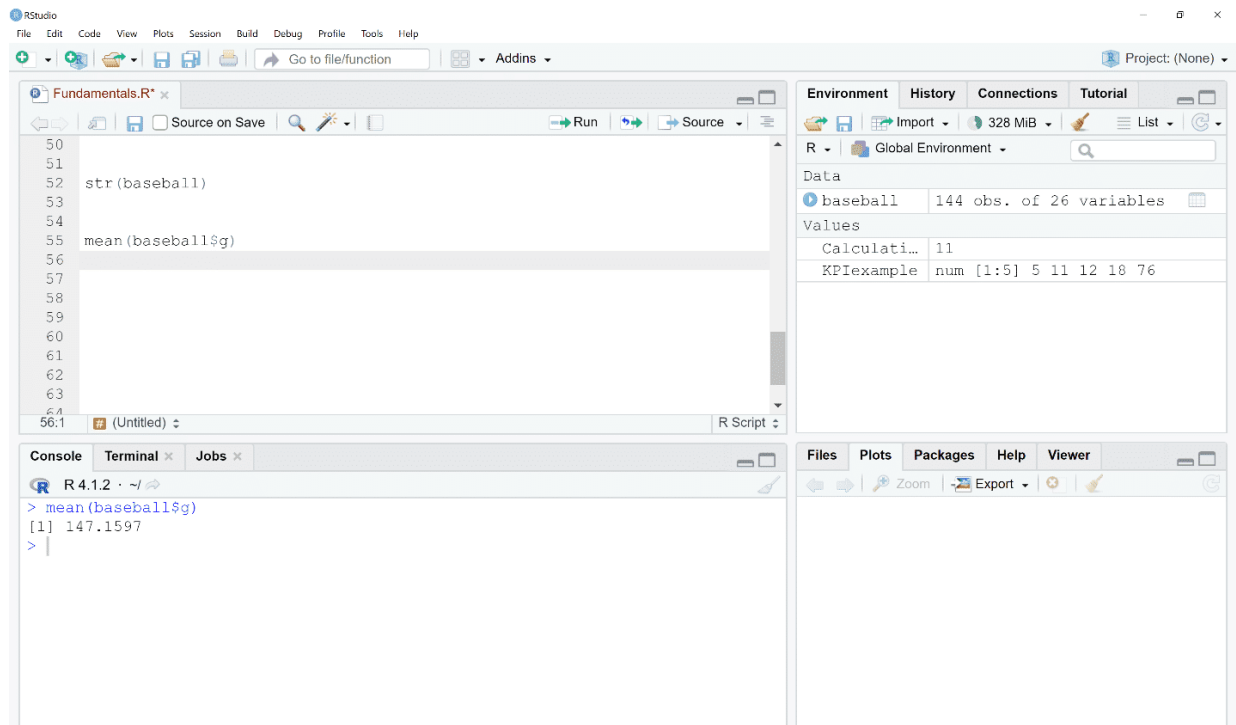 RStudio
File Edit Code View Plots Session Build Debug Profile Tools Help
Go to file/function Addins Project: (None)
Fundamentals.R*
Source on Save Run Source
50
51
52 str(baseball)
53
54
55 mean(baseball$g)
56
57
58
59
60
61
62
63
64
56:1 # (Untitled) R Script
Console Terminal Jobs
R R 4.1.2 · ~/
> mean(baseball$g)
[1] 147.1597
>
Environment History Connections Tutorial
Import 328 MiB List
R Global Environment
Data
baseball 144 obs. of 26 variables
Values
Calculati… 11
KPIexample num [1:5] 5 11 12 18 76
Files Plots Packages Help Viewer
Zoom Export